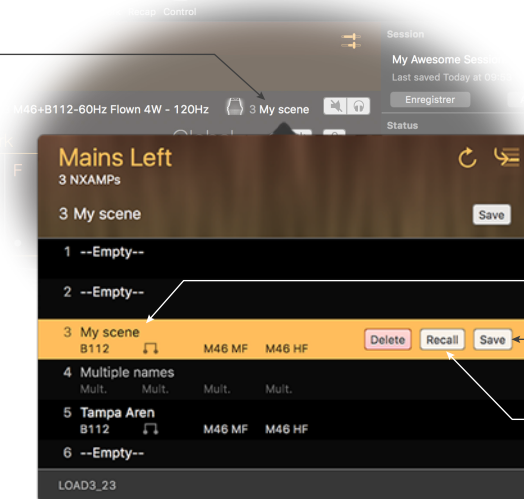 Control
Session
My Awesome Session
Last saved Today at
M46+B112-60Hz Flown 4W - 120Hz 3 My scene
Enregistrer
Status
Mains Left
3 NXAMPs
3 My scene Save
1 --Empty--
2 --Empty--
3 My scene
B112 M46 MF M46 HF
Delete Recall Save
4 Multiple names
Mult. Mult. Mult. Mult.
5 Tampa Aren
B112 M46 MF M46 HF
6 --Empty--
LOAD3_23